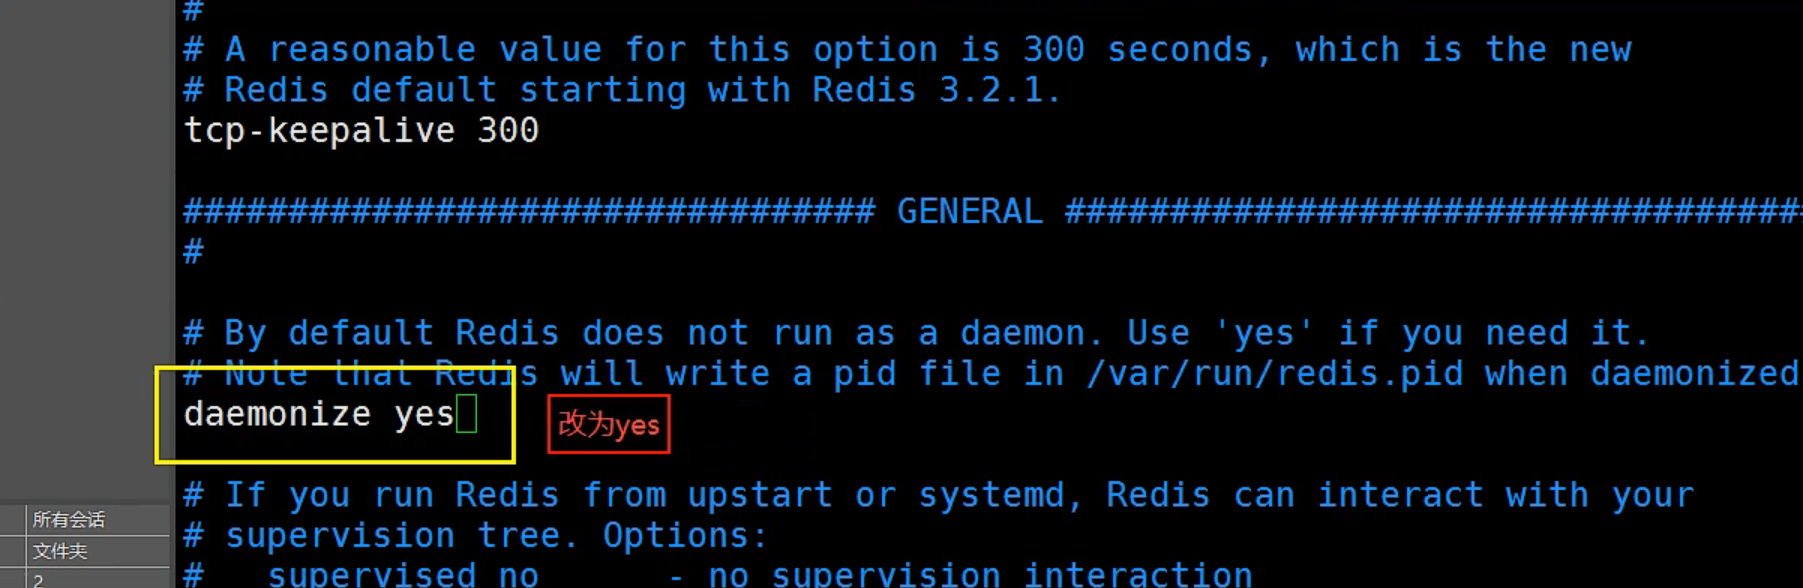 #
# A reasonable value for this option is 300 seconds, which is the new
# Redis default starting with Redis 3.2.1.
tcp-keepalive 300
################################# GENERAL ###################################
#
# By default Redis does not run as a daemon. Use 'yes' if you need it.
# Note that Redis will write a pid file in /var/run/redis.pid when daemonized
daemonize yes
改为yes
# If you run Redis from upstart or systemd, Redis can interact with your
# supervision tree. Options:
#   supervised no      - no supervision interaction
所有会话
文件夹
2